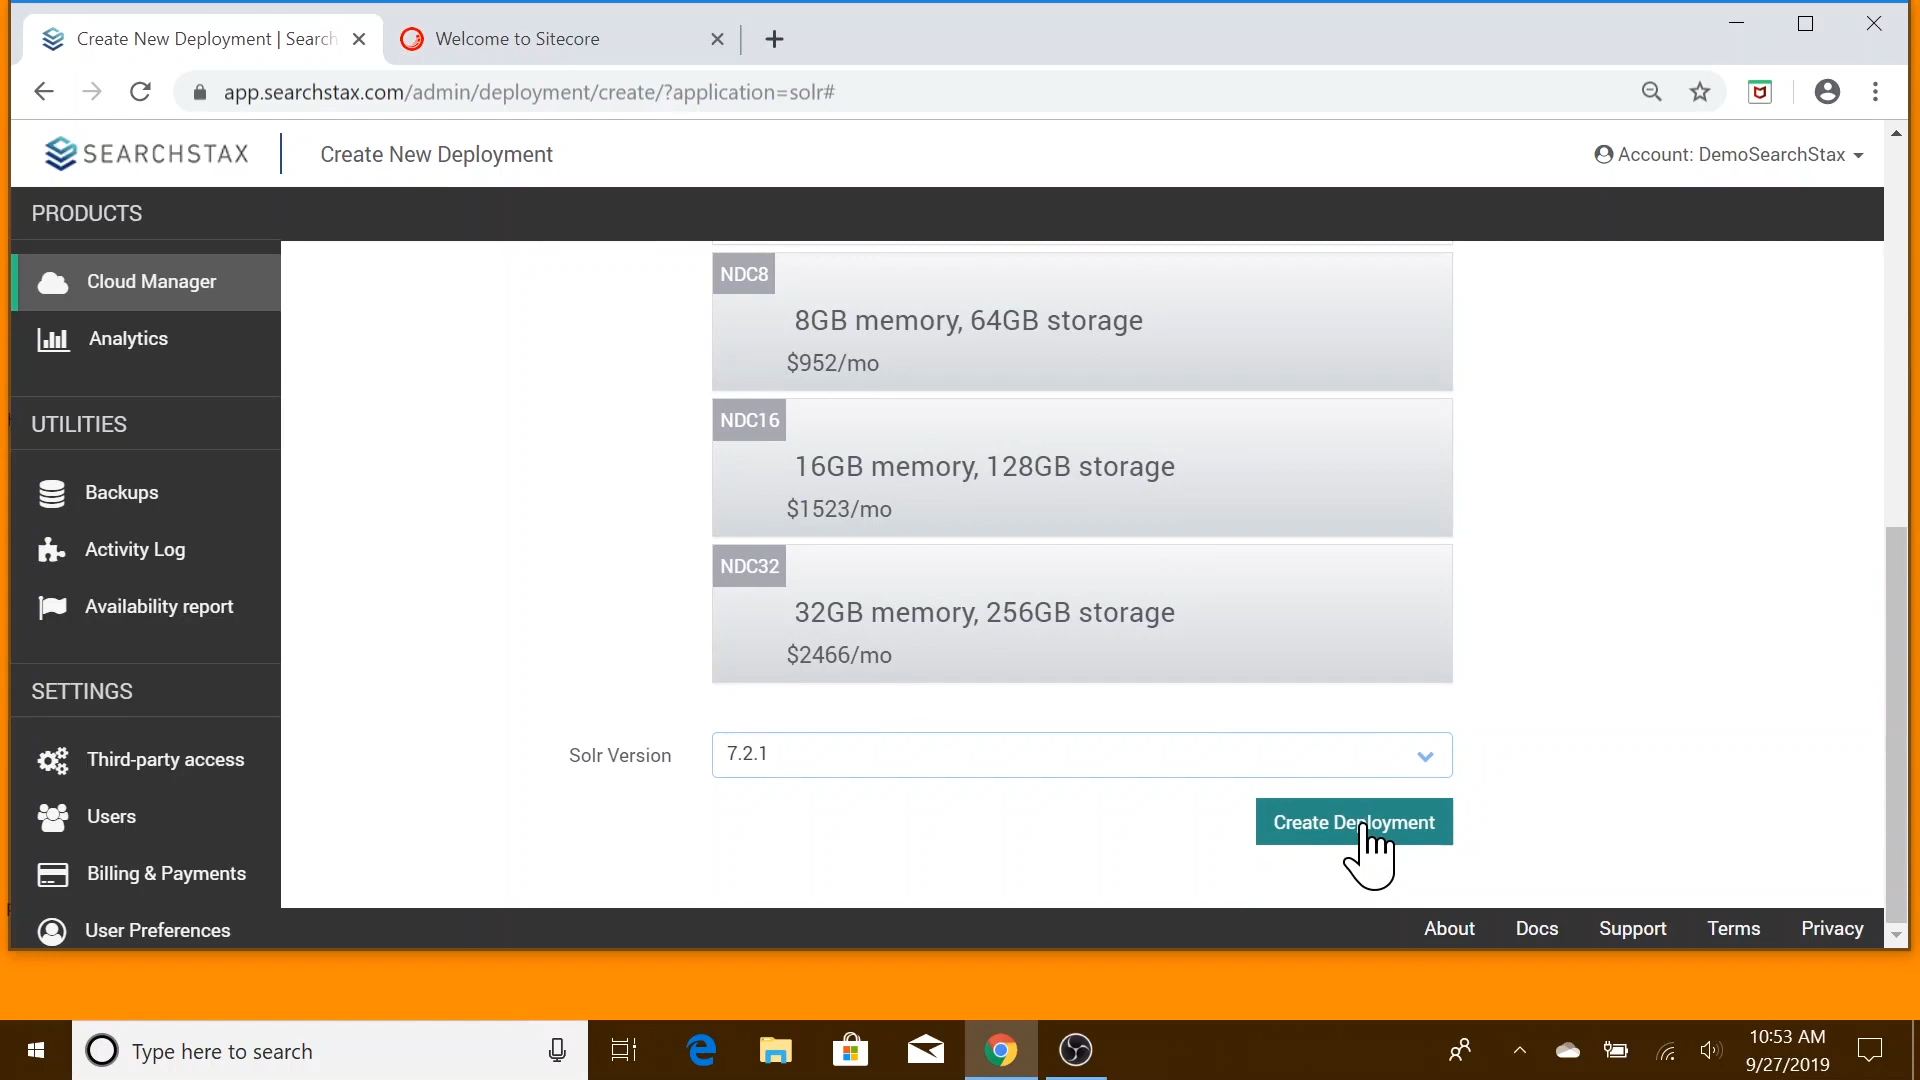 Create New Deployment | Search
Welcome to Sitecore
app.searchstax.com/admin/deployment/create/?application=solr#
SEARCHSTAX
Create New Deployment
Account: DemoSearchStax
PRODUCTS
Cloud Manager
Analytics
UTILITIES
Backups
Activity Log
Availability report
SETTINGS
Third-party access
Users
Billing & Payments
User Preferences
NDC8
8GB memory, 64GB storage
$952/mo
NDC16
16GB memory, 128GB storage
$1523/mo
NDC32
32GB memory, 256GB storage
$2466/mo
Solr Version
7.2.1
Create Deployment
About Docs Support Terms Privacy
Type here to search
10:53 AM
9/27/2019